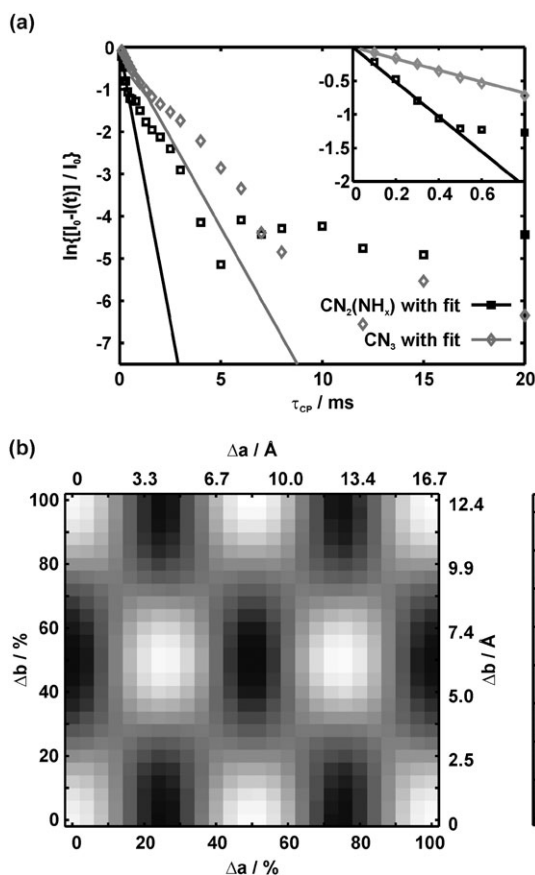 (a)
0
-1
-2
-3
-4
-5
-6
-7
ln{[I₀-I(t)] / I₀}
0 5 10 15 20
τCP / ms
-0
-0.5
-1
-1.5
-2
0 0.2 0.4 0.6
CN₂(NHₓ) with fit
CN₃ with fit
(b)
Δa / Å
0 3.3 6.7 10.0 13.4 16.7
100
80
60
40
20
0
Δb / %
12.4
9.9
7.4
5.0
2.5
0
Δb / Å
0 20 40 60 80 100
Δa / %